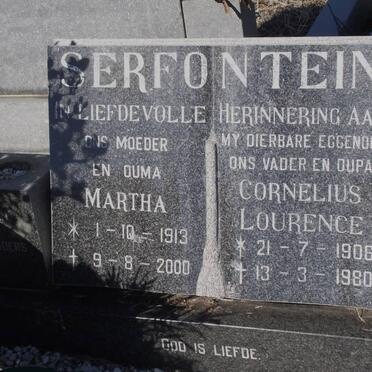 SERFONTEIN
IN LIEFDEVOLLE HERINNERING AA
ONS MOEDER
EN OUMA
MARTHA
* 1-10-1913
† 9-8-2000
MY DIERBARE EGGENO
ONS VADER EN OUPA
CORNELIUS
LOURENCE
* 21-7-1906
† 13-3-1980
GOD IS LIEFDE.